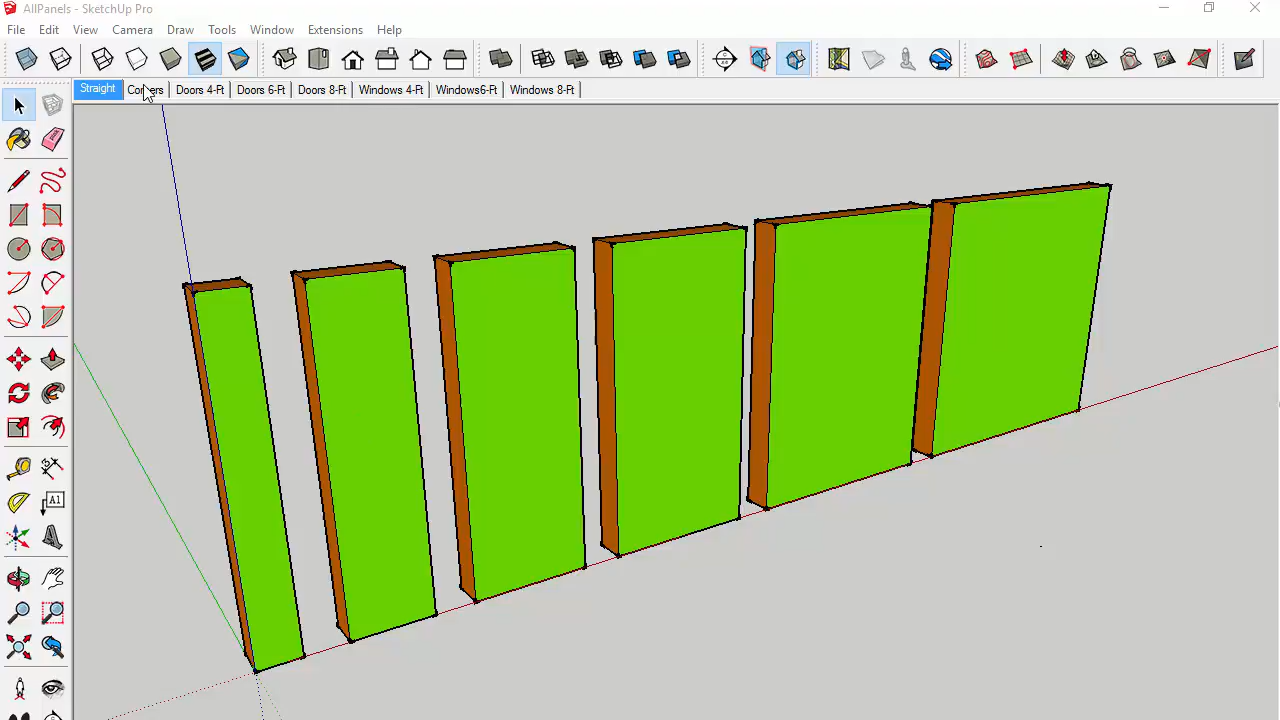 AllPanels - SketchUp Pro
File Edit View Camera Draw Tools Window Extensions Help
Straight Corners Doors 4-Ft Doors 6-Ft Doors 8-Ft Windows 4-Ft Windows6-Ft Windows 8-Ft
A1